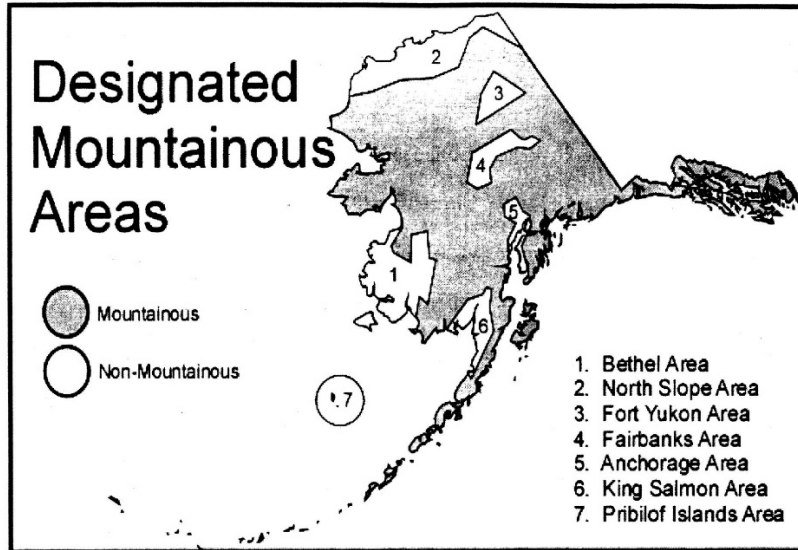 Designated
Mountainous
Areas
Mountainous
Non-Mountainous
1
2
3
4
5
6
7
1. Bethel Area
2. North Slope Area
3. Fort Yukon Area
4. Fairbanks Area
5. Anchorage Area
6. King Salmon Area
7. Pribilof Islands Area